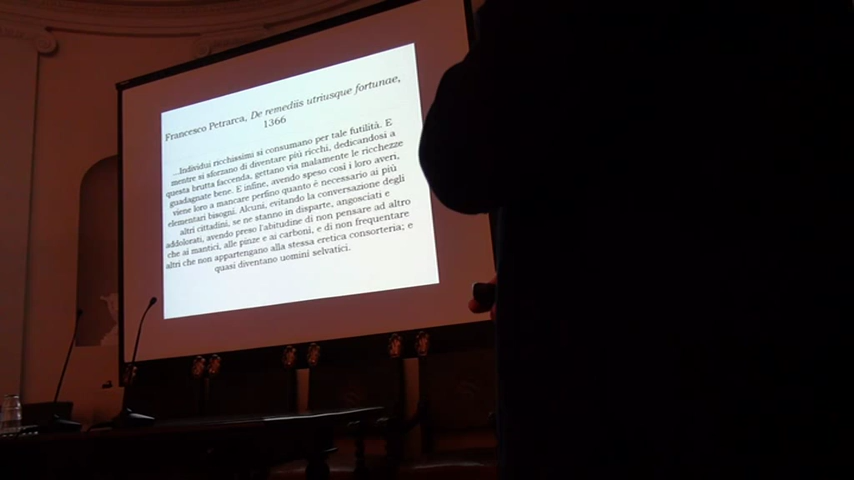 Francesco Petrarca, De remediis utriusque fortunae,
1366
...Individui ricchissimi si consumano per tale futilità. E
mentre si sforzano di diventare più ricchi, dedicandosi a
questa brutta faccenda, gettano via malamente le ricchezze
guadagnate bene. E infine, avendo speso così i loro averi,
viene loro a mancare perfino quanto è necessario ai più
elementari bisogni. Alcuni, evitando la conversazione degli
altri cittadini, se ne stanno in disparte, angosciati e
addolorati, avendo preso l'abitudine di non pensare ad altro
che ai mantici, alle pinze e ai carboni, e di non frequentare
altri che non appartengano alla stessa eretica consorteria; e
quasi diventano uomini selvatici.